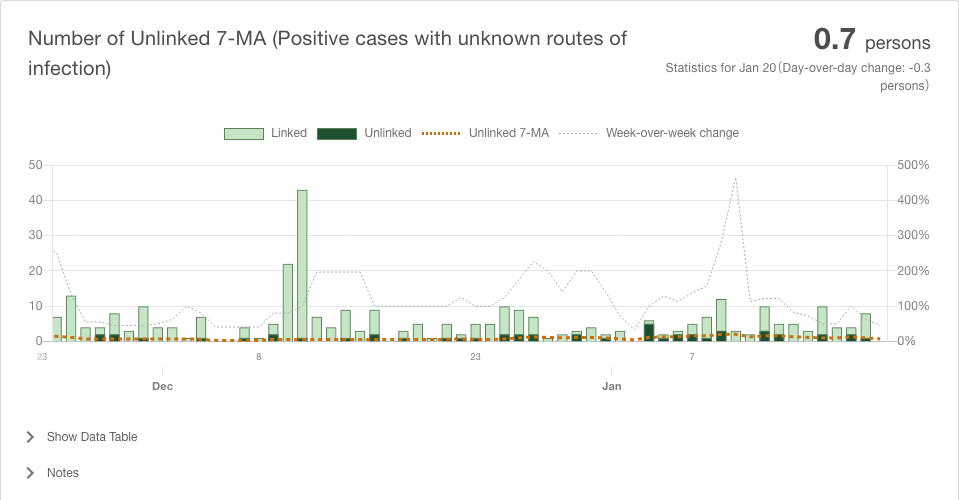 Number of Unlinked 7-MA (Positive cases with unknown routes of
infection)
0.7 persons
Statistics for Jan 20(Day-over-day change: -0.3
persons)
Linked Unlinked Unlinked 7-MA Week-over-week change
50 500%
40 400%
30 300%
20 200%
10 100%
0 0%
23 8 23 7
Dec Jan
Show Data Table
Notes